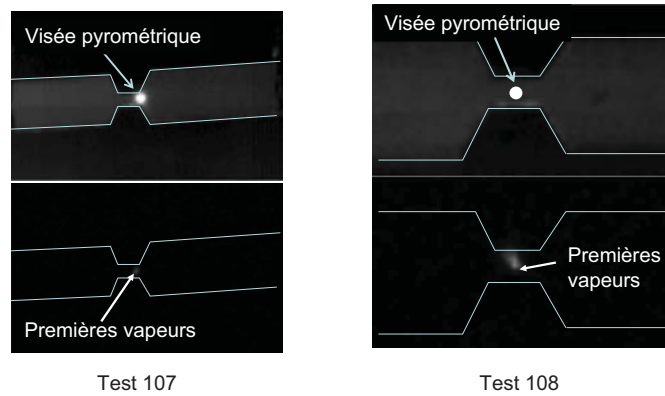 Visée pyrométrique
Premières vapeurs
Test 107
Visée pyrométrique
Premières
vapeurs
Test 108